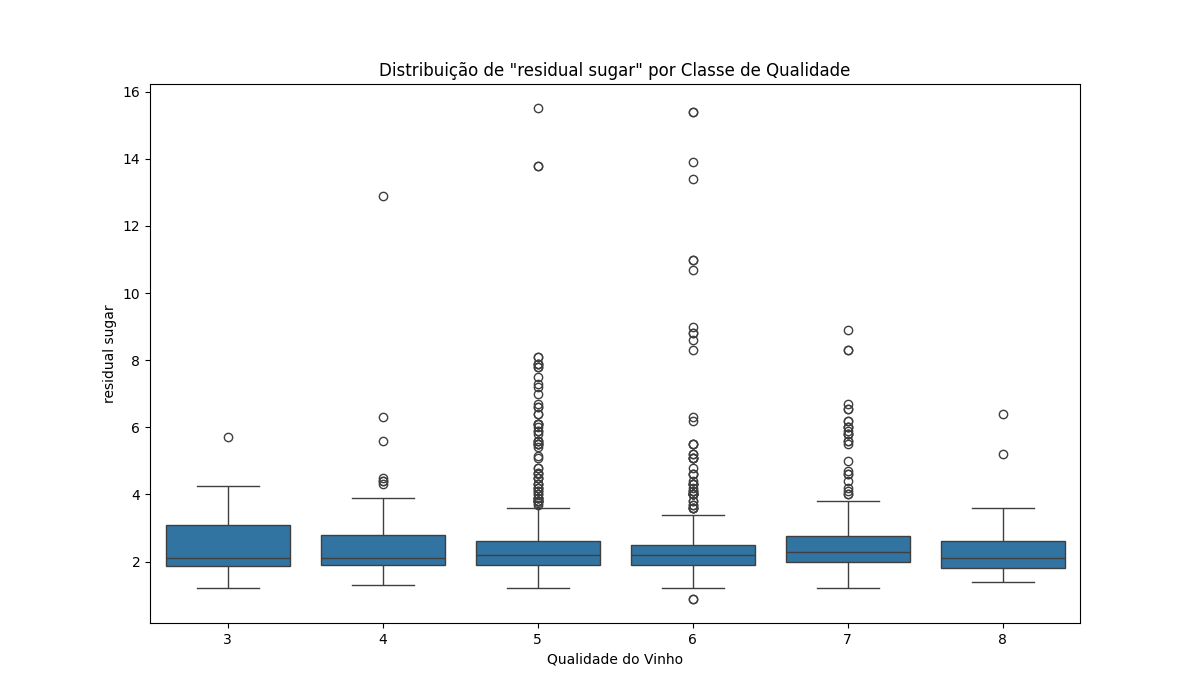 Distribuição de "residual sugar" por Classe de Qualidade
16
14
12
10
8
6
4
2
residual sugar
3 4 5 6 7 8
Qualidade do Vinho